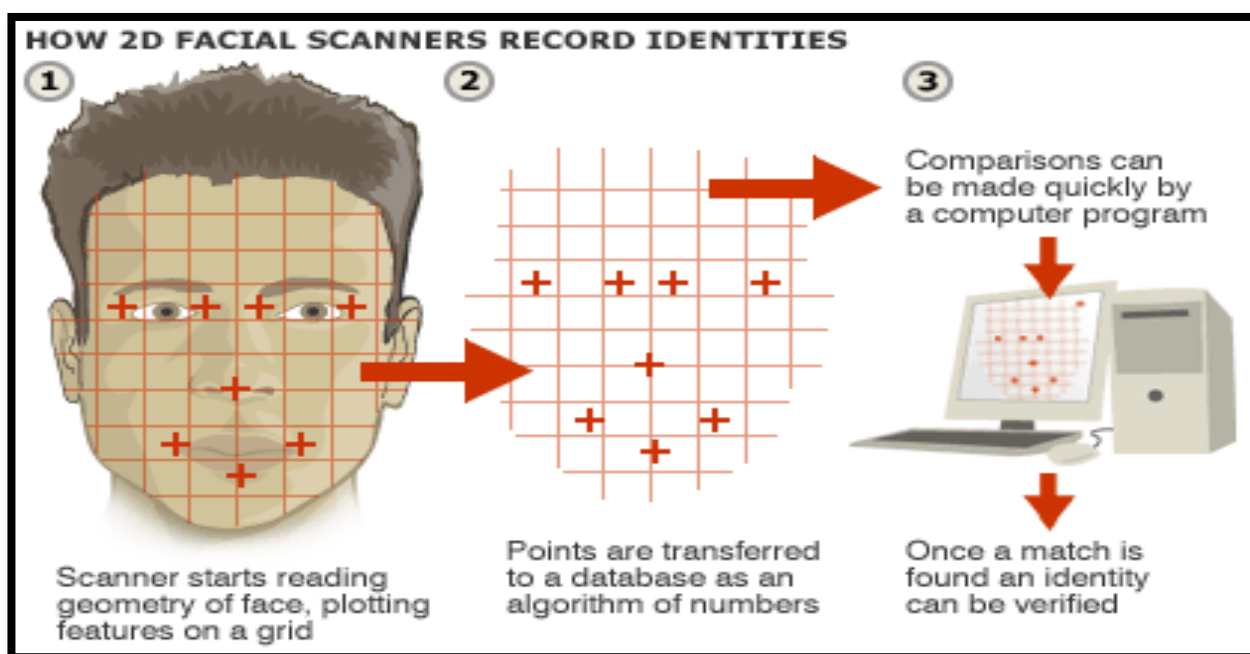 HOW 2D FACIAL SCANNERS RECORD IDENTITIES
1
Scanner starts reading
geometry of face, plotting
features on a grid
2
Points are transferred
to a database as an
algorithm of numbers
3
Comparisons can
be made quickly by
a computer program
Once a match is
found an identity
can be verified